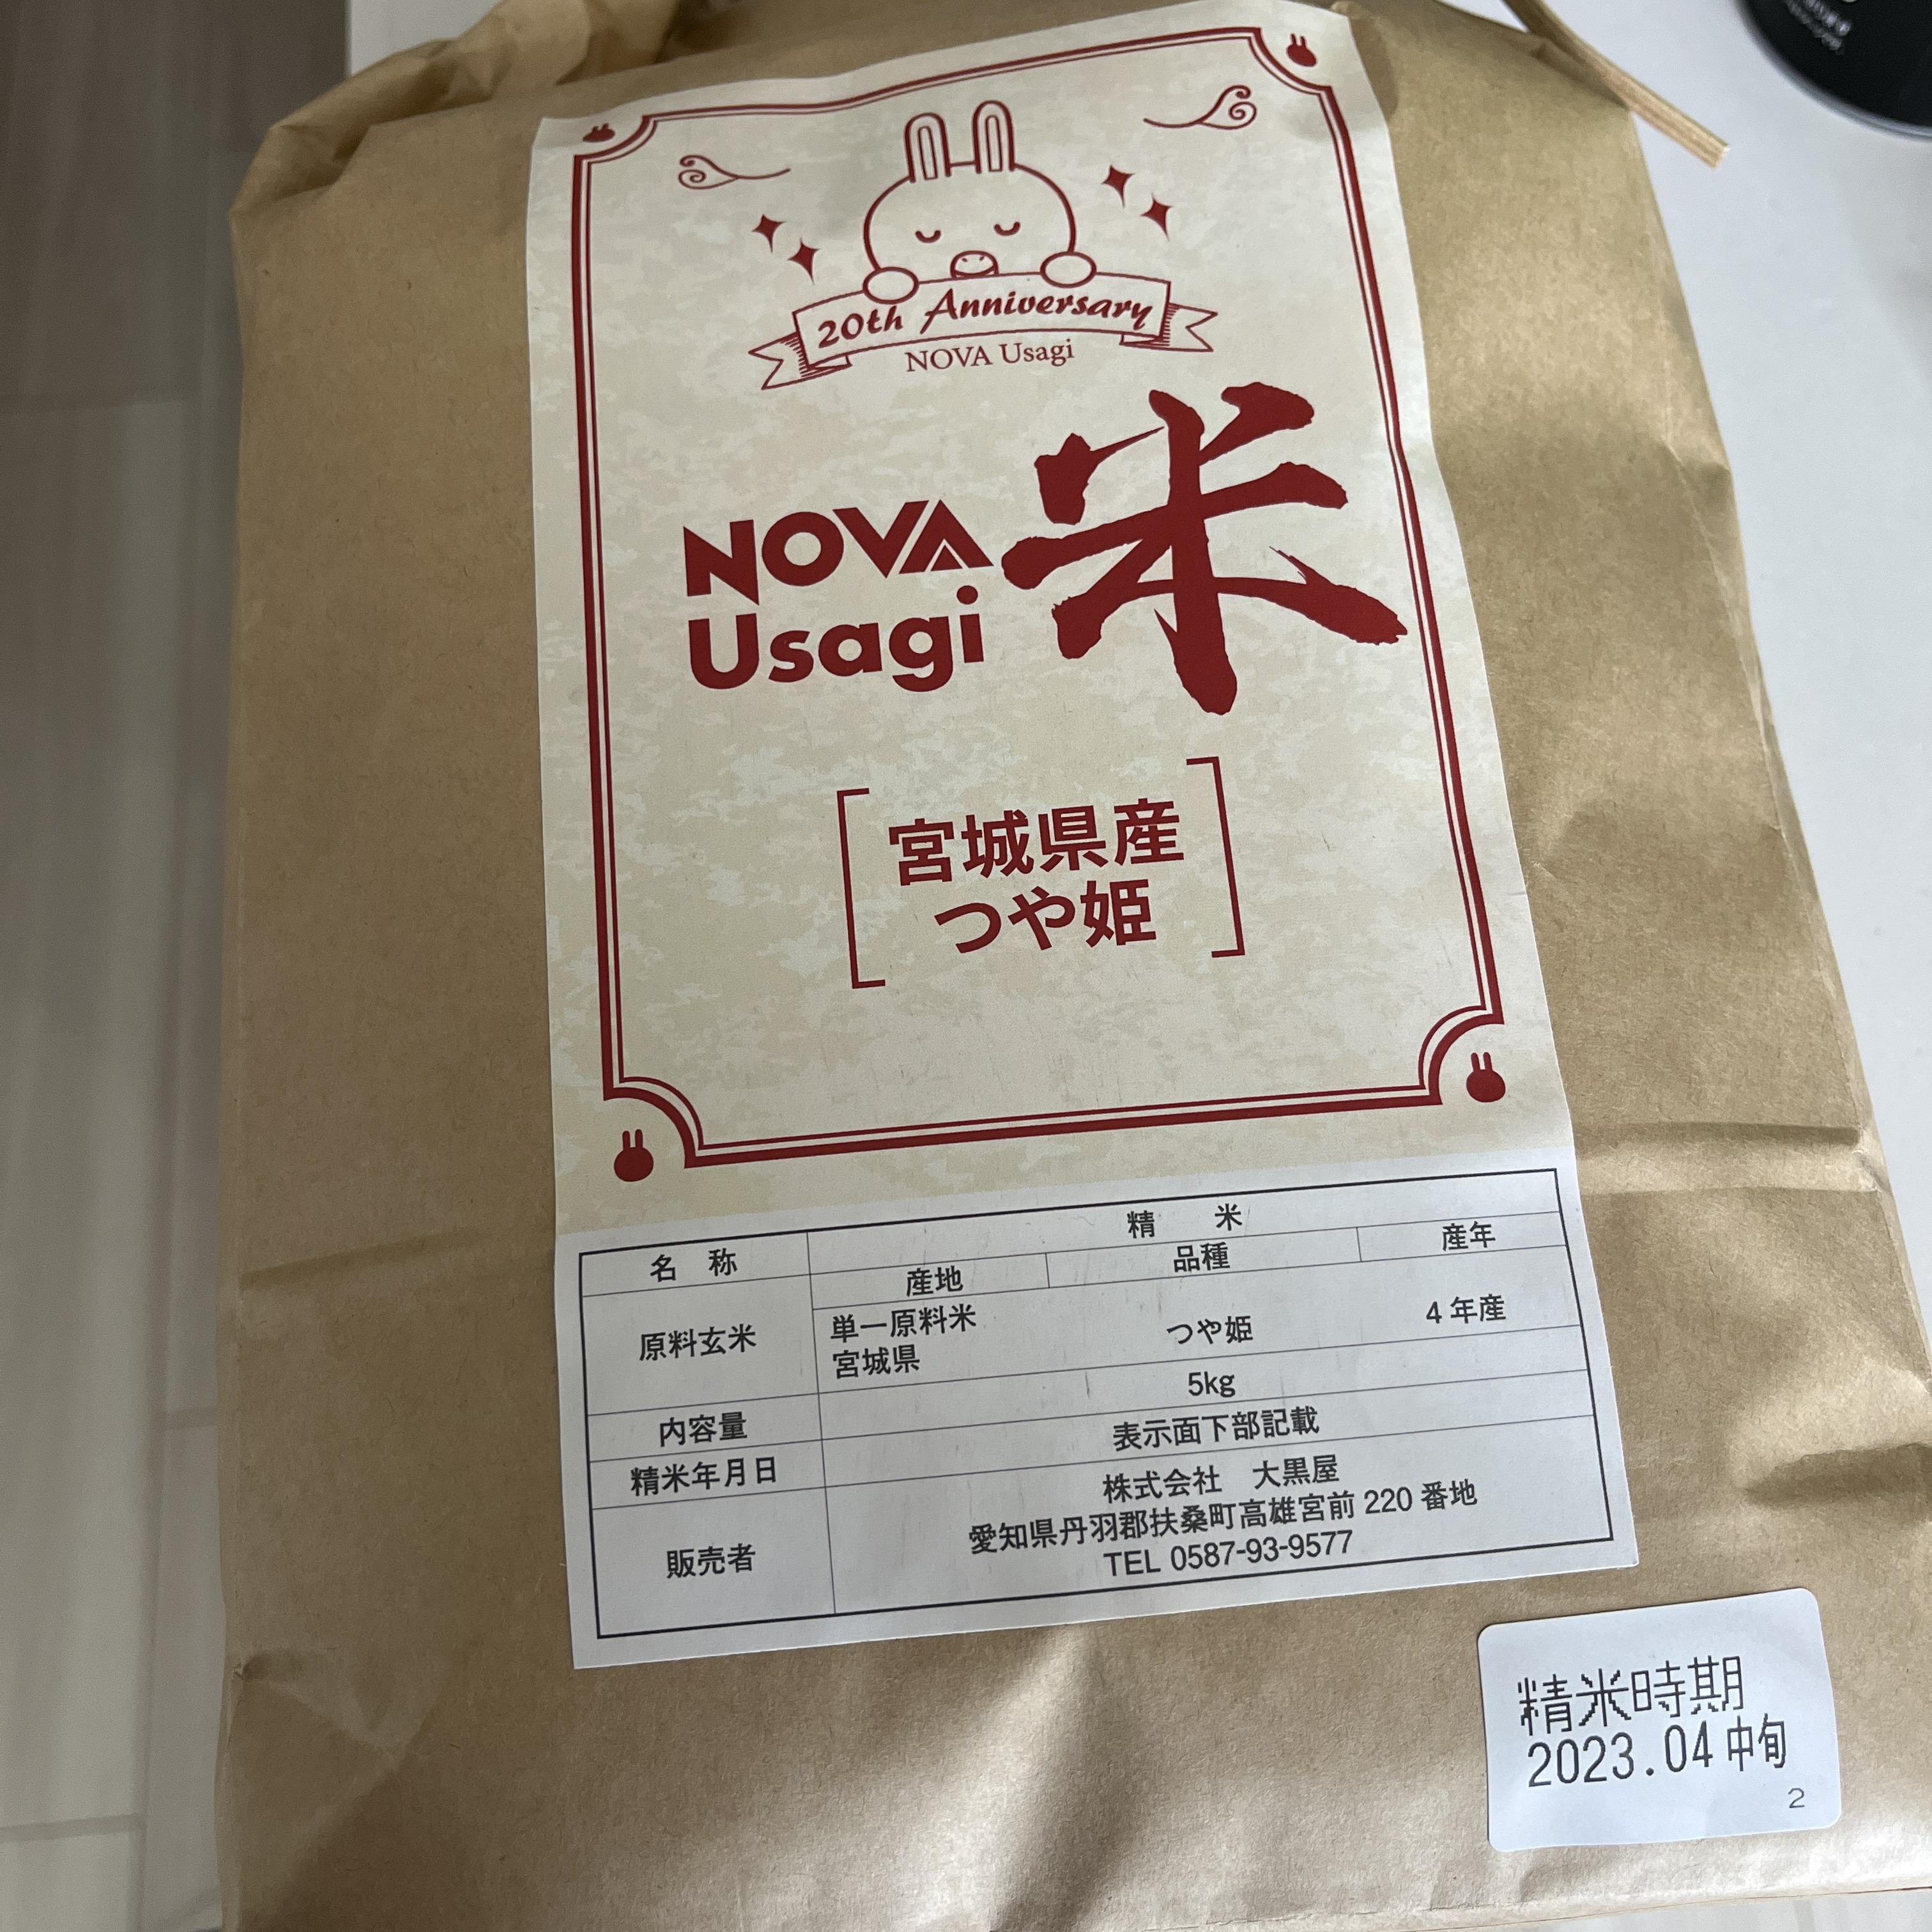 20th Anniversary
NOVA Usagi
NOVA
Usagi
米
宮城県産
つや姫
名 称 精 米
原料玄米 産地 品種 産年
単一原料米
宮城県 つや姫 4年産
内容量 5kg
精米年月日 表示面下部記載
販売者 株式会社 大黒屋
愛知県丹羽郡扶桑町高雄宮前220番地
TEL 0587-93-9577
精米時期
2023.04中旬
2